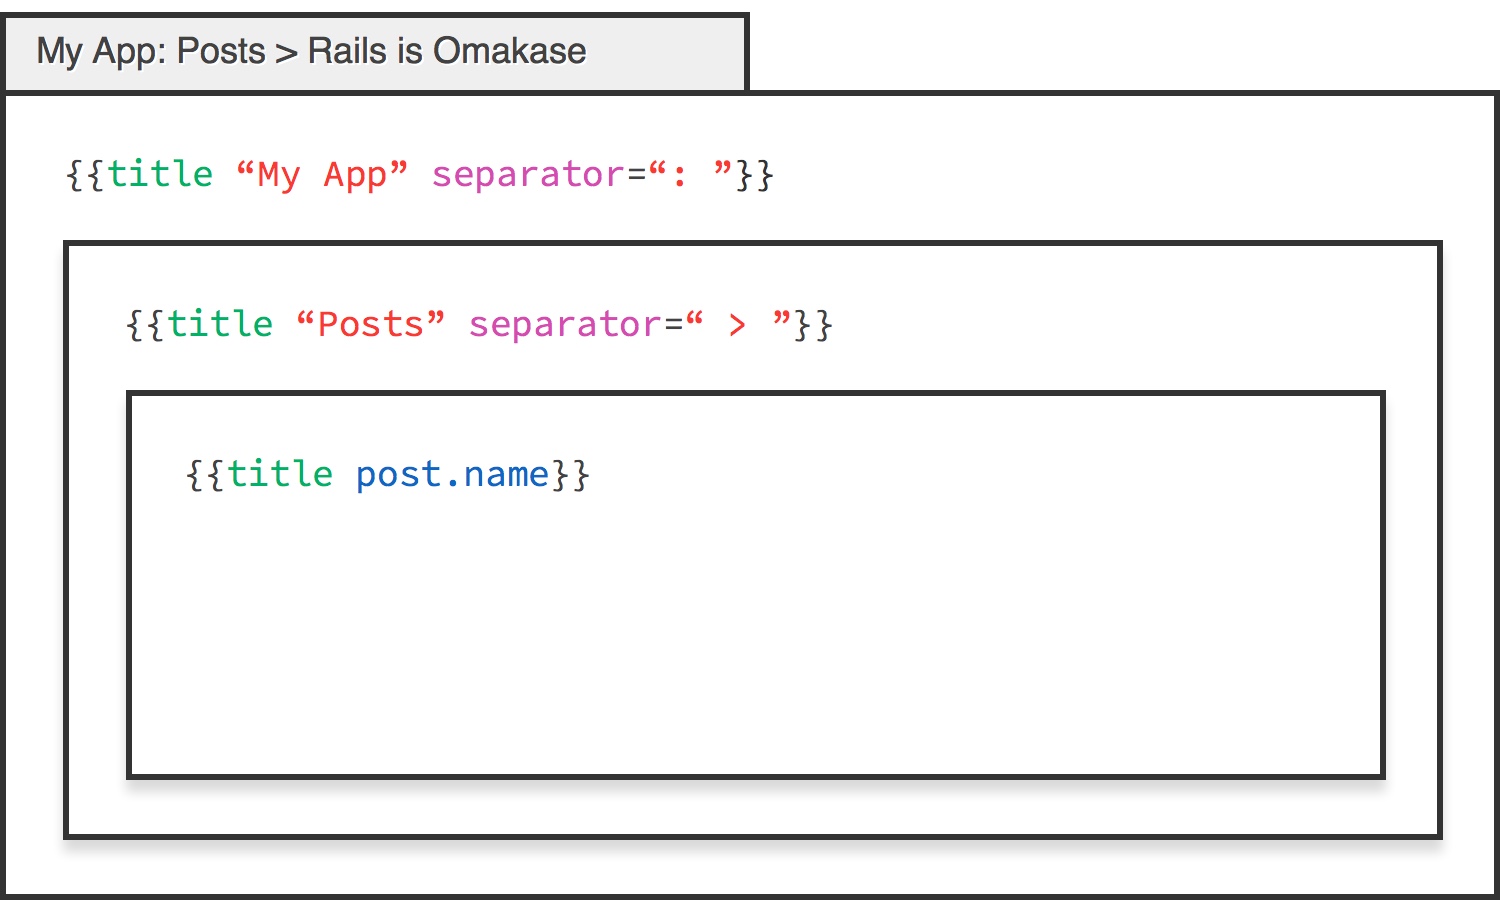 My App: Posts > Rails is Omakase
{{title “My App” separator=“: ”}}
{{title “Posts” separator=“ > ”}}
{{title post.name}}